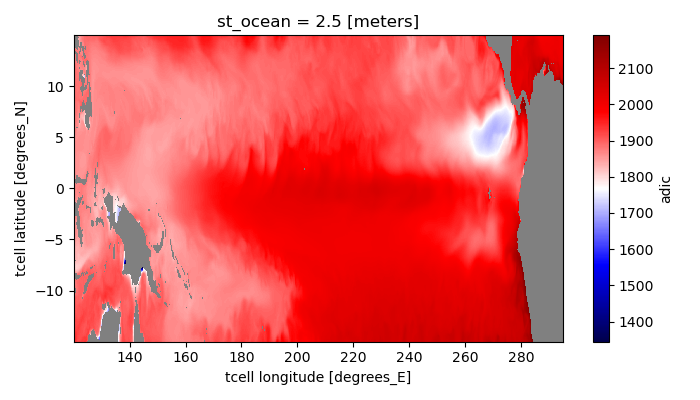 st_ocean = 2.5 [meters]
10
5
0
−5
−10
tcell latitude [degrees_N]
140 160 180 200 220 240 260 280
tcell longitude [degrees_E]
2100
2000
1900
1800
1700
1600
1500
1400
adic